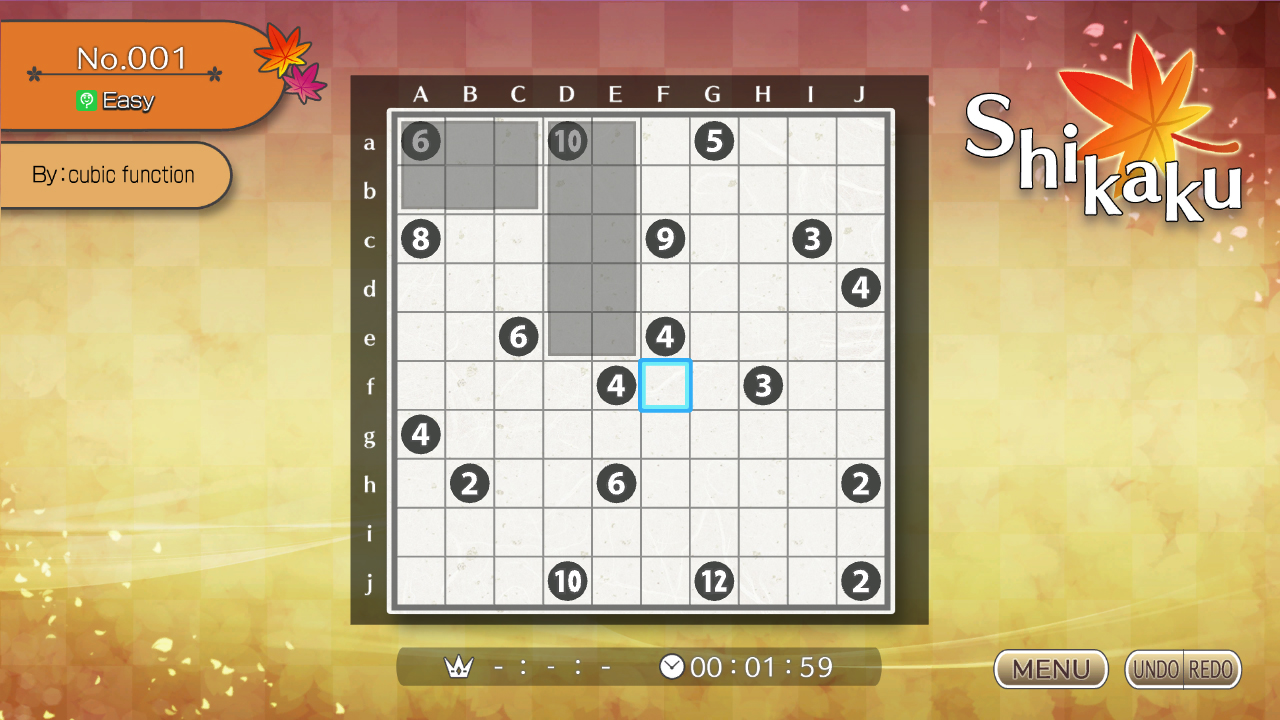 No.001
Easy
By:cubic function
Shikaku
A B C D E F G H I J
a 6 10 5
b
c 8 9 3
d 4
e 6 4
f 4 3
g 4
h 2 6 2
i
j 10 12 2
- : - : - 00:01:59
MENU UNDO REDO